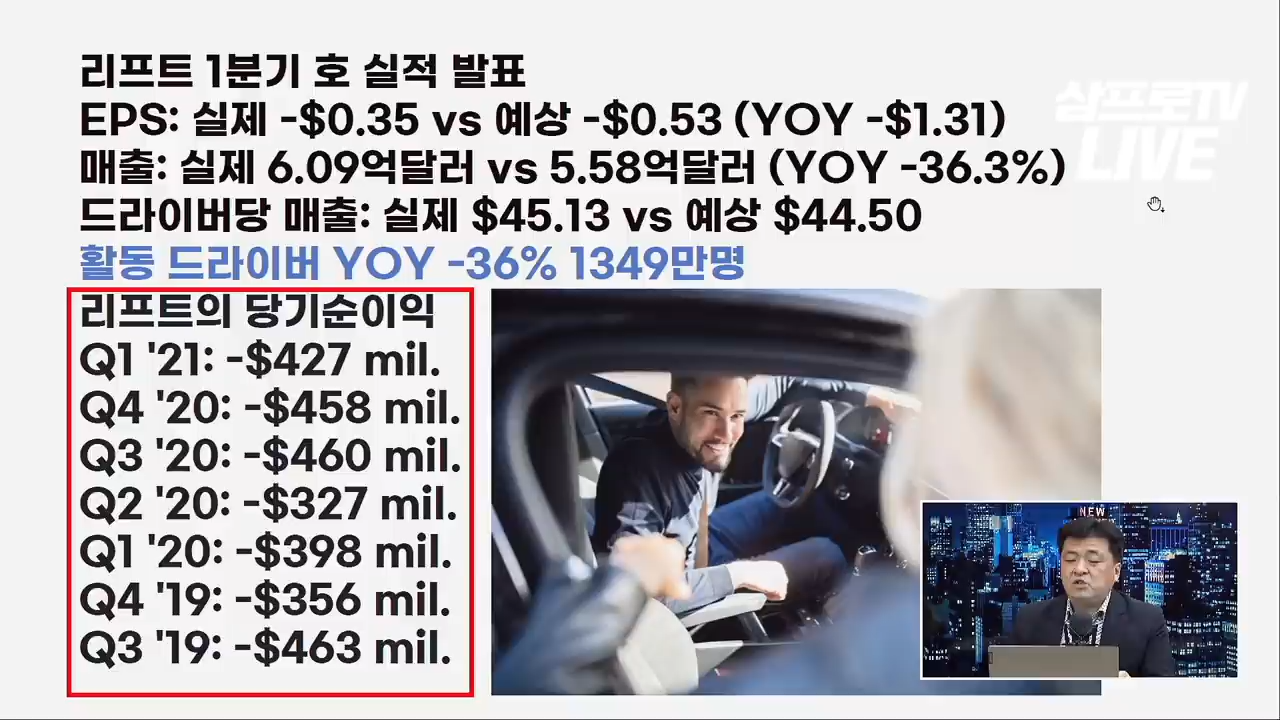 리프트 1분기 호 실적 발표
EPS: 실제 -$0.35 vs 예상 -$0.53 (YOY -$1.31)
매출: 실제 6.09억달러 vs 5.58억달러 (YOY -36.3%)
드라이버당 매출: 실제 $45.13 vs 예상 $44.50
활동 드라이버 YOY -36% 1349만명
리프트의 당기순이익
Q1 '21: -$427 mil.
Q4 '20: -$458 mil.
Q3 '20: -$460 mil.
Q2 '20: -$327 mil.
Q1 '20: -$398 mil.
Q4 '19: -$356 mil.
Q3 '19: -$463 mil.
삼프로TV
LIVE
NEW